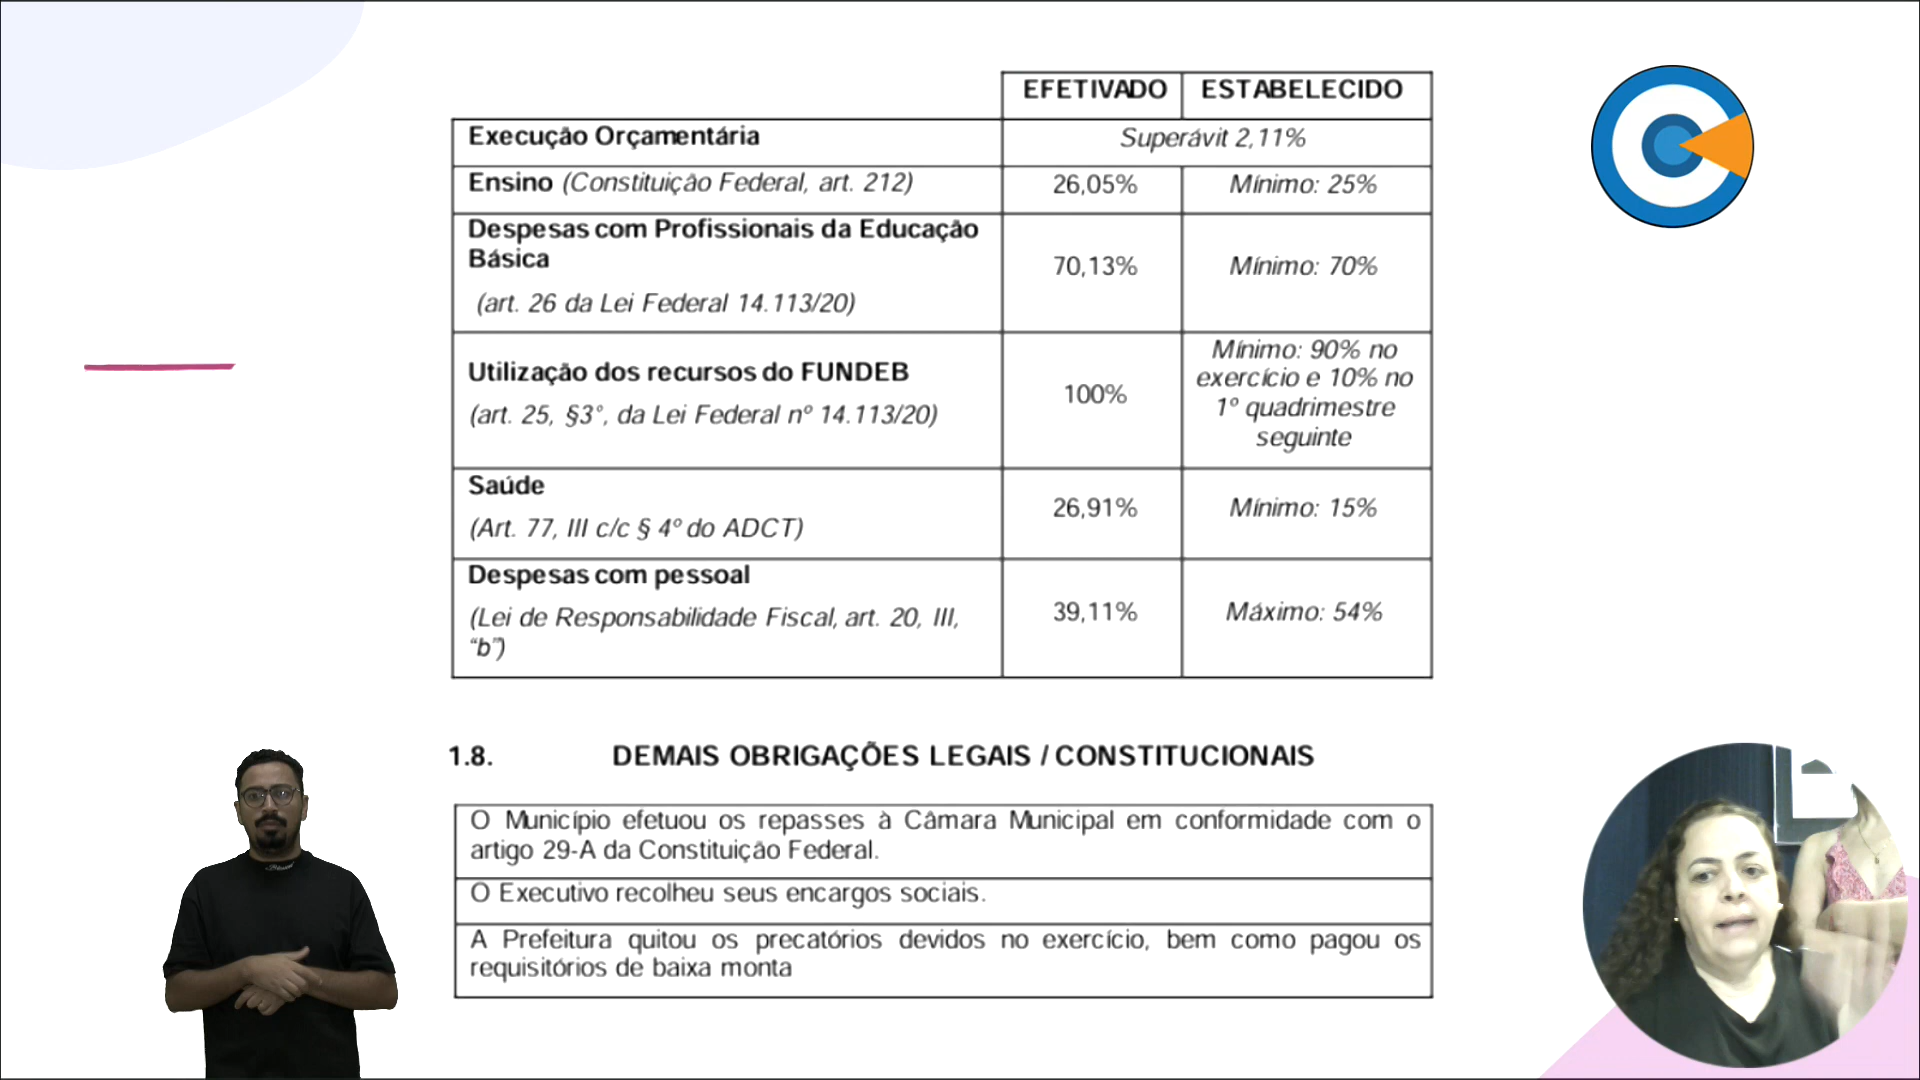 EFETIVADO ESTABELECIDO
Execução Orçamentária Superávit 2,11%
Ensino (Constituição Federal, art. 212) 26,05% Mínimo: 25%
Despesas com Profissionais da Educação
Básica
(art. 26 da Lei Federal 14.113/20)
70,13% Mínimo: 70%
Utilização dos recursos do FUNDEB
(art. 25, §3°, da Lei Federal nº 14.113/20)
100%
Mínimo: 90% no
exercício e 10% no
1º quadrimestre
seguinte
Saúde
(Art. 77, III c/c § 4º do ADCT)
26,91% Mínimo: 15%
Despesas com pessoal
(Lei de Responsabilidade Fiscal, art. 20, III,
“b”)
39,11% Máximo: 54%
1.8. DEMAIS OBRIGAÇÕES LEGAIS / CONSTITUCIONAIS
O Município efetuou os repasses à Câmara Municipal em conformidade com o
artigo 29-A da Constituição Federal.
O Executivo recolheu seus encargos sociais.
A Prefeitura quitou os precatórios devidos no exercício, bem como pagou os
requisitórios de baixa monta